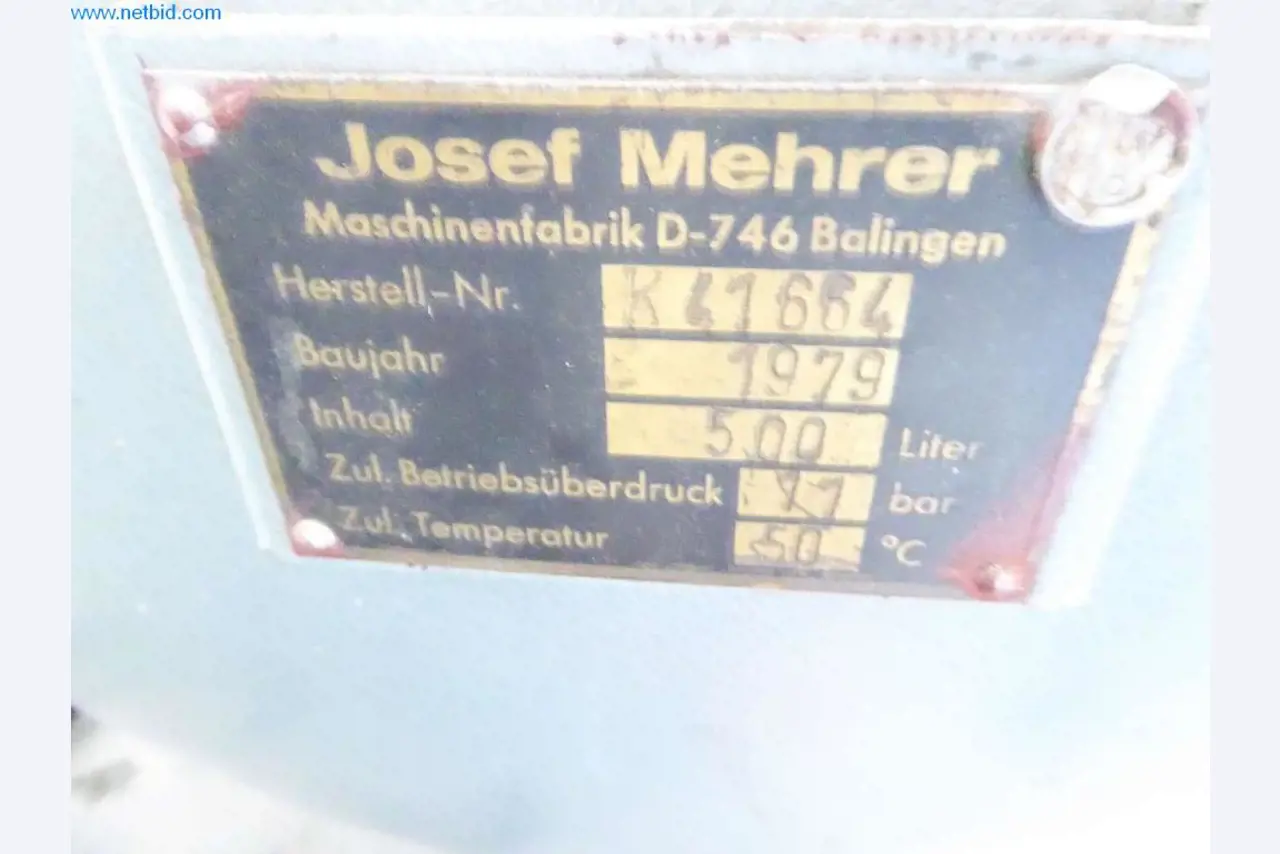 www.netbid.com
Josef Mehrer
Maschinenfabrik D-746 Balingen
Herstell.-Nr. K41664
Baujahr 1979
Inhalt 500 Liter
Zul. Betriebsüberdruck bar
Zul. Temperatur 50 °C